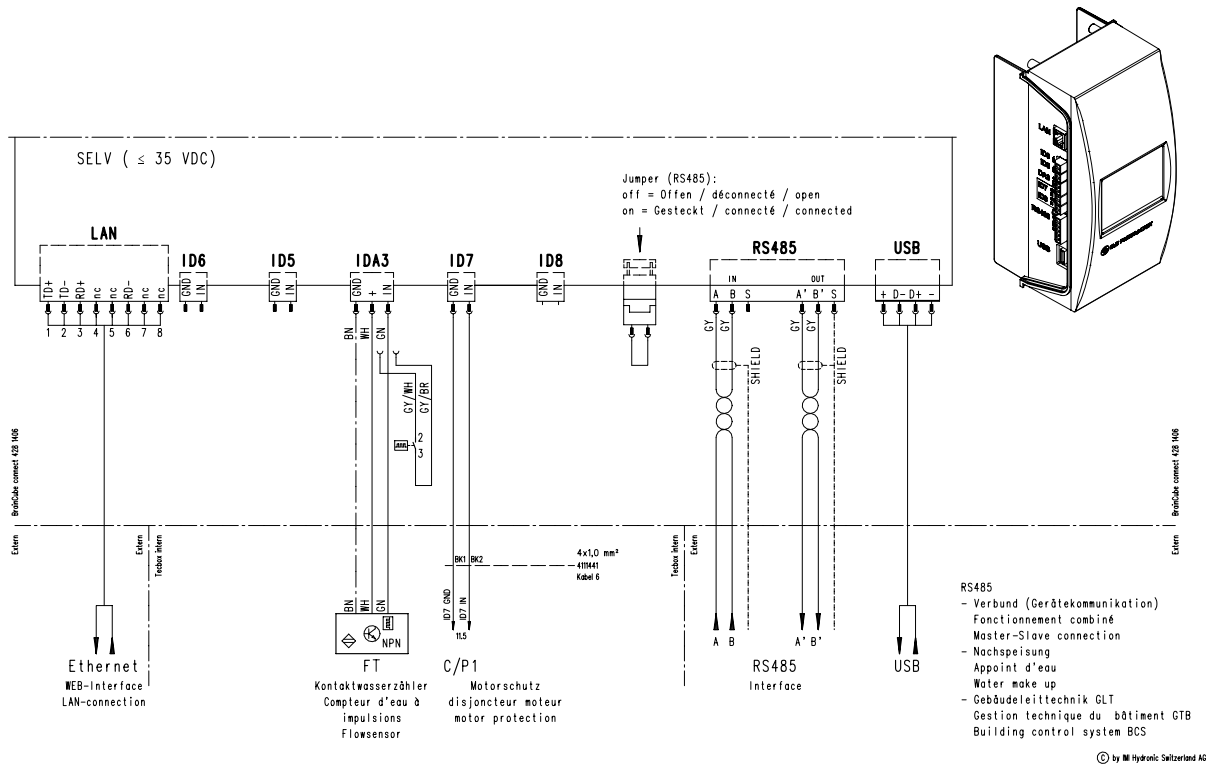 SELV ( ≤ 35 VDC)
Jumper (RS485):
off = Offen / déconnecté / open
on = Gesteckt / connecté / connected
LAN
ID6
ID5
IDA3
ID7
ID8
RS485
USB
TD+
TD-
RD+
nc
nc
RD-
nc
nc
GND
IN
GND
IN
GND
+
IN
GND
IN
GND
IN
IN
OUT
A B S
A' B' S
+ D- D+ -
1 2 3 4 5 6 7 8
BN
WH
GN
GY/WH
GY/BR
2
3
GY
GY
SHIELD
GY
GY
SHIELD
BrainCube connect 428 1406
Extern
BrainCube connect 428 1406
Extern
Extern
Tecbox intern
Tecbox intern
Extern
BK1 BK2
4x1,0 mm²
4111441
Kabel 6
BN
WH
GN
NPN
ID7 GND
ID7 IN
11.5
A B
A' B'
Ethernet
WEB-Interface
LAN-connection
FT
Kontaktwasserzähler
Compteur d'eau à
impulsions
Flowsensor
C/P1
Motorschutz
disjoncteur moteur
motor protection
RS485
Interface
USB
RS485
- Verbund (Gerätekommunikation)
Fonctionnement combiné
Master-Slave connection
- Nachspeisung
Appoint d'eau
Water make up
- Gebäudeleittechnik GLT
Gestion technique du bâtiment GTB
Building control system BCS
© by IMI Hydronic Switzerland AG
LAN
USB